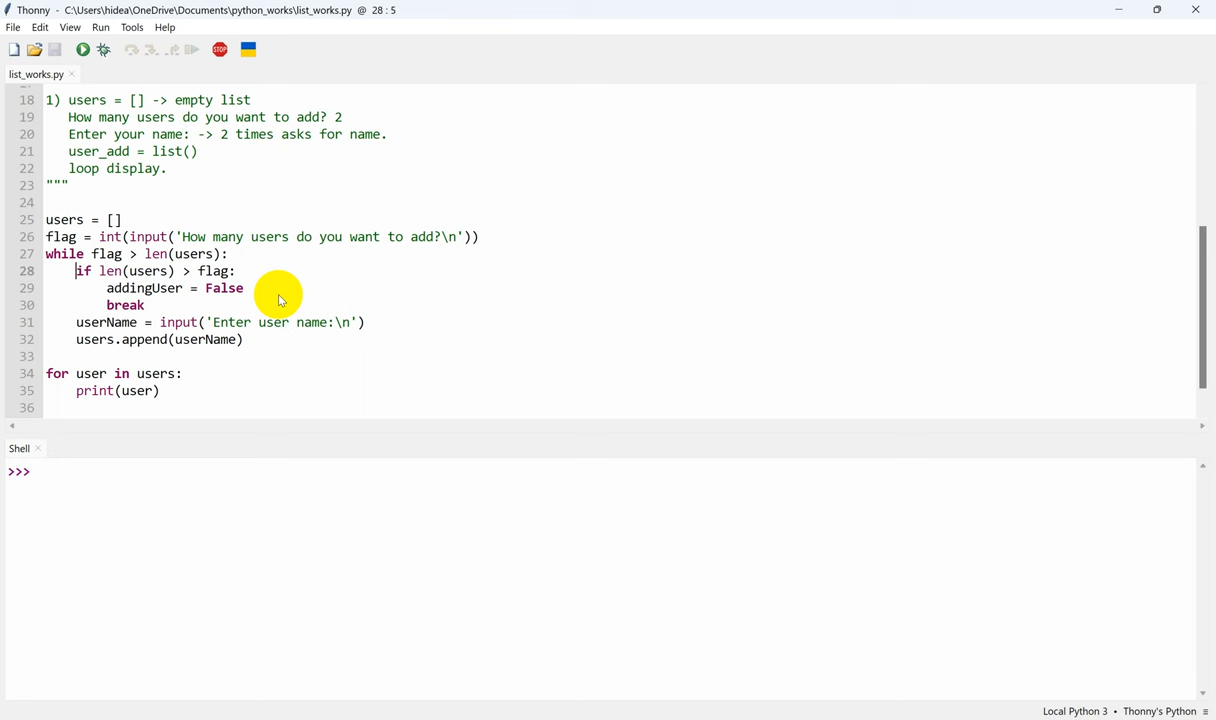 Thonny - C:\Users\hidea\OneDrive\Documents\python_works\list_works.py @ 28 : 5
File Edit View Run Tools Help
STOP
list_works.py
18 1) users = [] -> empty list
19 How many users do you want to add? 2
20 Enter your name: -> 2 times asks for name.
21 user_add = list()
22 loop display.
23 """
24
25 users = []
26 flag = int(input('How many users do you want to add?\n'))
27 while flag > len(users):
28 if len(users) > flag:
29 addingUser = False
30 break
31 userName = input('Enter user name:\n')
32 users.append(userName)
33
34 for user in users:
35 print(user)
36
Shell
>>>
Local Python 3 • Thonny's Python